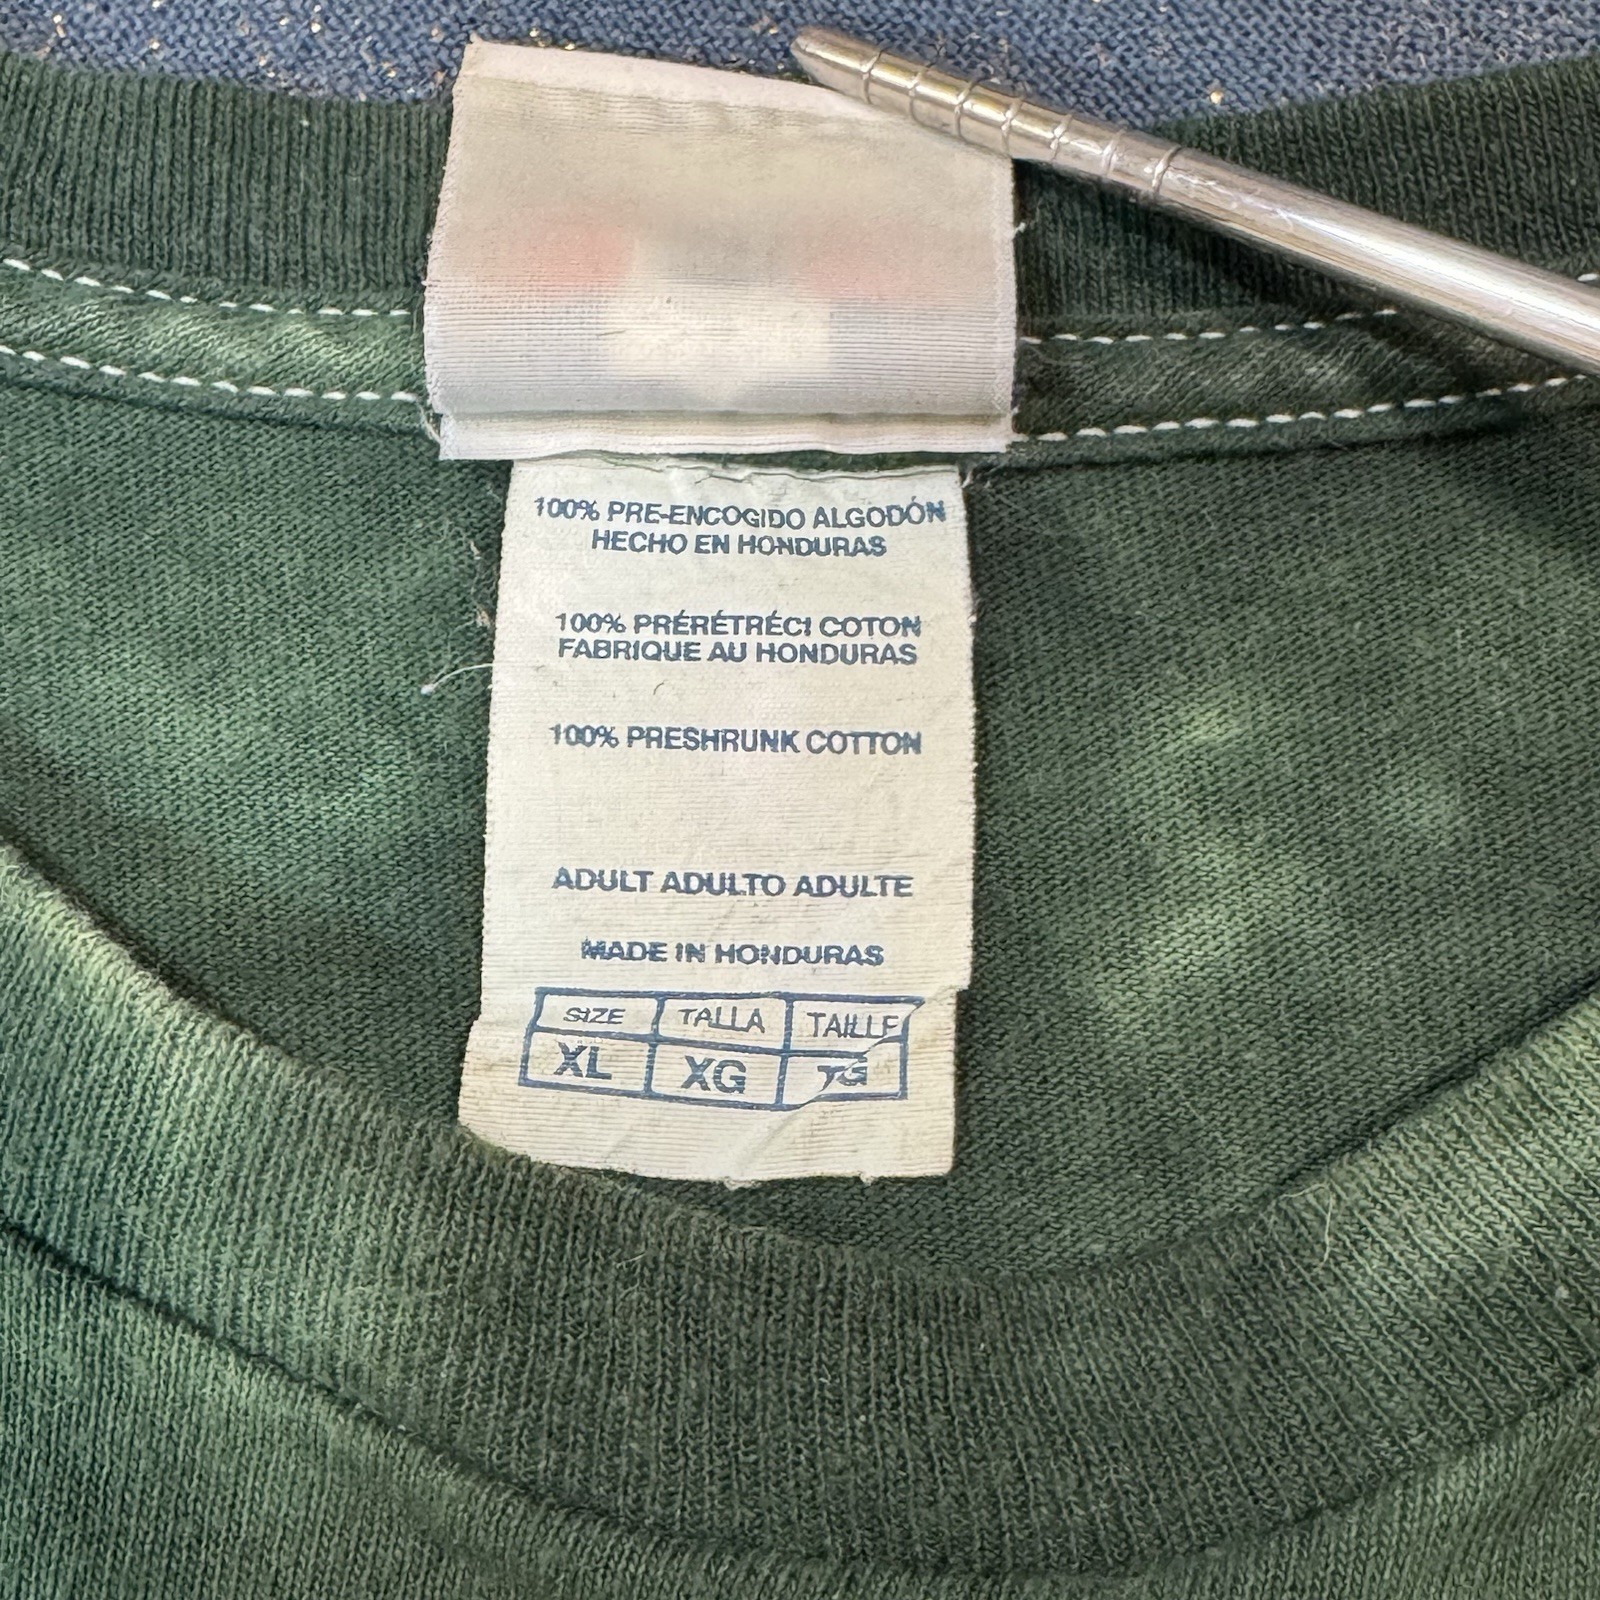 100% PRE-ENCOGIDO ALGODÓN
HECHO EN HONDURAS
100% PRÉRÉTRÉCI COTON
FABRIQUE AU HONDURAS
100% PRESHRUNK COTTON
ADULT ADULTO ADULTE
MADE IN HONDURAS
SIZE TALLA TAILLE
XL XG TG